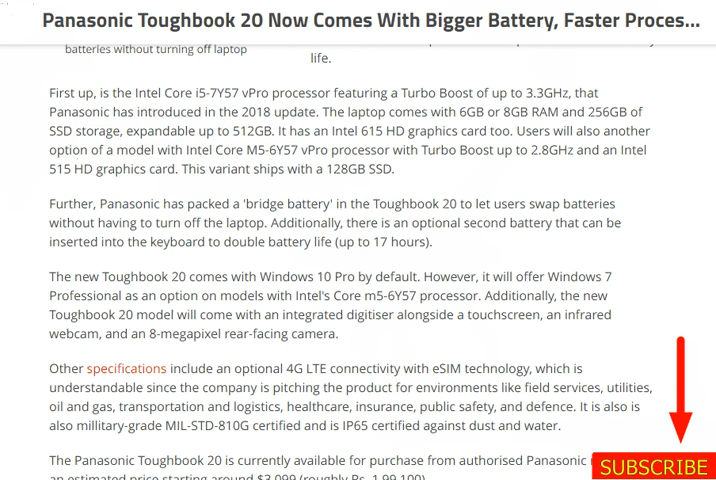 Panasonic Toughbook 20 Now Comes With Bigger Battery, Faster Proces...
batteries without turning off laptop
life.
First up, is the Intel Core i5-7Y57 vPro processor featuring a Turbo Boost of up to 3.3GHz, that
Panasonic has introduced in the 2018 update. The laptop comes with 6GB or 8GB RAM and 256GB of
SSD storage, expandable up to 512GB. It has an Intel 615 HD graphics card too. Users will also another
option of a model with Intel Core M5-6Y57 vPro processor with Turbo Boost up to 2.8GHz and an Intel
515 HD graphics card. This variant ships with a 128GB SSD.
Further, Panasonic has packed a 'bridge battery' in the Toughbook 20 to let users swap batteries
without having to turn off the laptop. Additionally, there is an optional second battery that can be
inserted into the keyboard to double battery life (up to 17 hours).
The new Toughbook 20 comes with Windows 10 Pro by default. However, it will offer Windows 7
Professional as an option on models with Intel's Core m5-6Y57 processor. Additionally, the new
Toughbook 20 model will come with an integrated digitiser alongside a touchscreen, an infrared
webcam, and an 8-megapixel rear-facing camera.
Other specifications include an optional 4G LTE connectivity with eSIM technology, which is
understandable since the company is pitching the product for environments like field services, utilities,
oil and gas, transportation and logistics, healthcare, insurance, public safety, and defence. It is also is
also millitary-grade MIL-STD-810G certified and is IP65 certified against dust and water.
The Panasonic Toughbook 20 is currently available for purchase from authorised Panasonic
SUBSCRIBE
an estimated price starting around $3,099 (roughly Rs. 1,99,100).